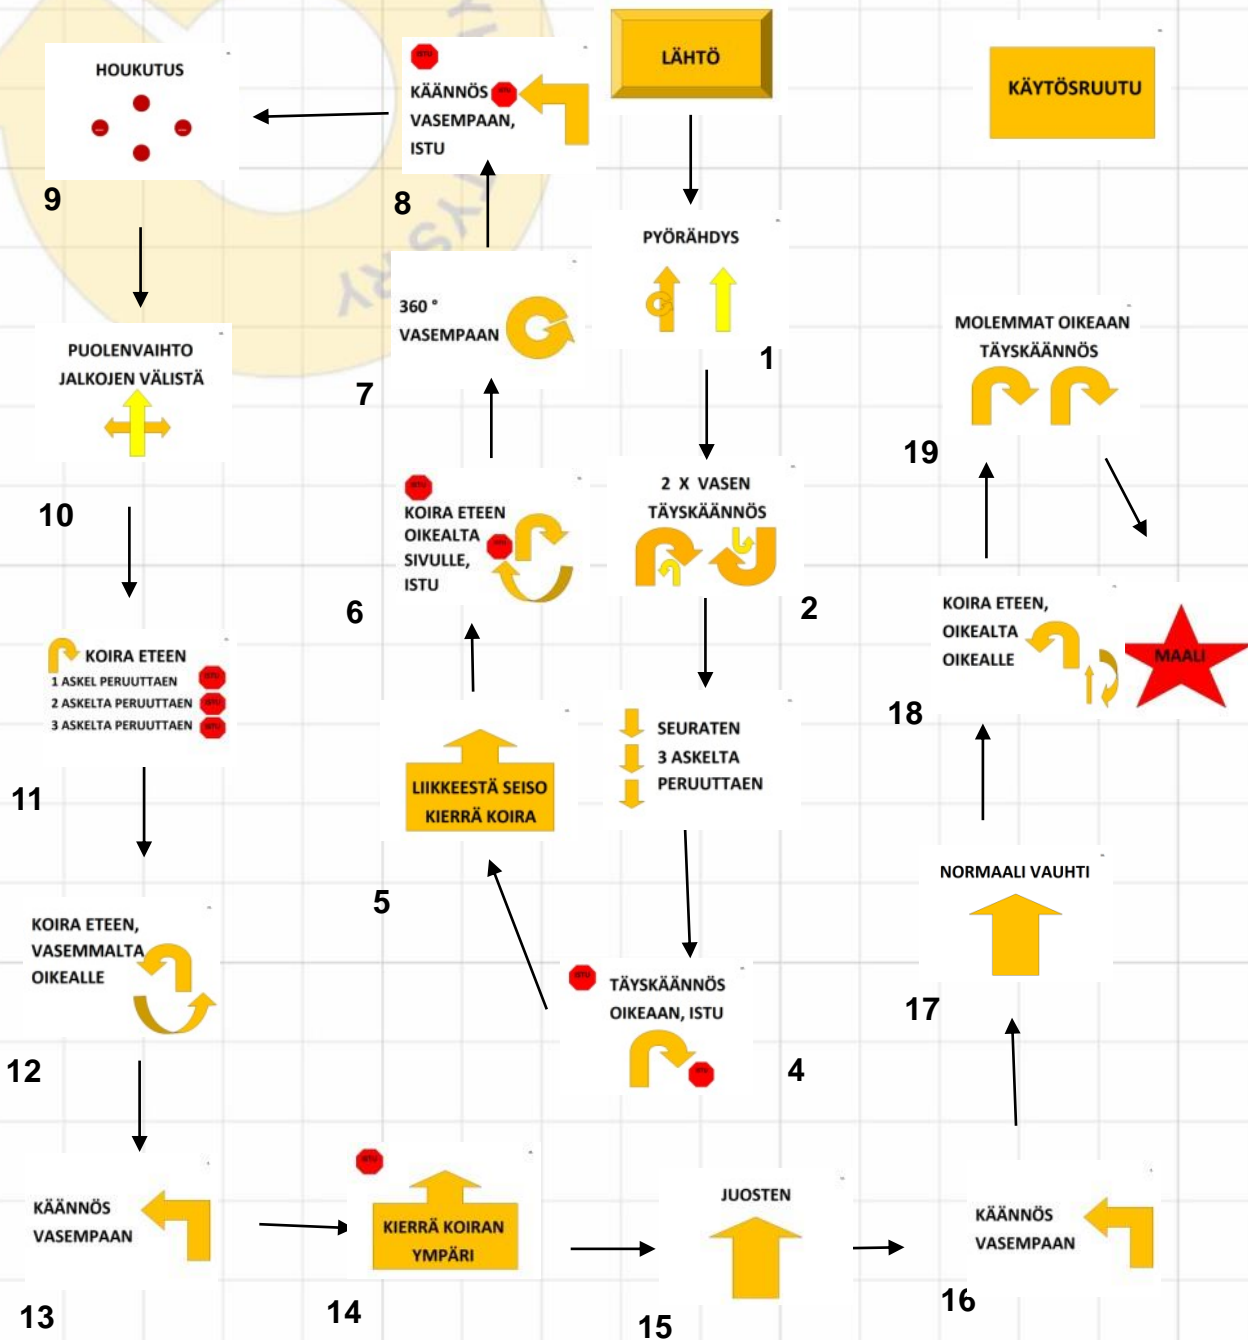 LÄHTÖ
KÄYTÖSRUUTU
PYÖRÄHDYS
1
2 X VASEN
TÄYSKÄÄNNÖS
2
SEURATEN
3 ASKELTA
PERUUTTAEN
TÄYSKÄÄNNÖS
OIKEAAN, ISTU
4
LIIKKEESTÄ SEISO
KIERRÄ KOIRA
5
KOIRA ETEEN
OIKEALTA
SIVULLE,
ISTU
6
360 °
VASEMPAAN
7
ISTU
KÄÄNNÖS
VASEMPAAN,
ISTU
8
HOUKUTUS
9
PUOLENVAIHTO
JALKOJEN VÄLISTÄ
10
KOIRA ETEEN
1 ASKEL PERUUTTAEN ISTU
2 ASKELTA PERUUTTAEN ISTU
3 ASKELTA PERUUTTAEN ISTU
11
KOIRA ETEEN,
VASEMMALTA
OIKEALLE
12
KÄÄNNÖS
VASEMPAAN
13
KIERRÄ KOIRAN
YMPÄRI
14
JUOSTEN
15
KÄÄNNÖS
VASEMPAAN
16
NORMAALI VAUHTI
17
KOIRA ETEEN,
OIKEALTA
OIKEALLE
18
MOLEMMAT OIKEAAN
TÄYSKÄÄNNÖS
19
MAALI